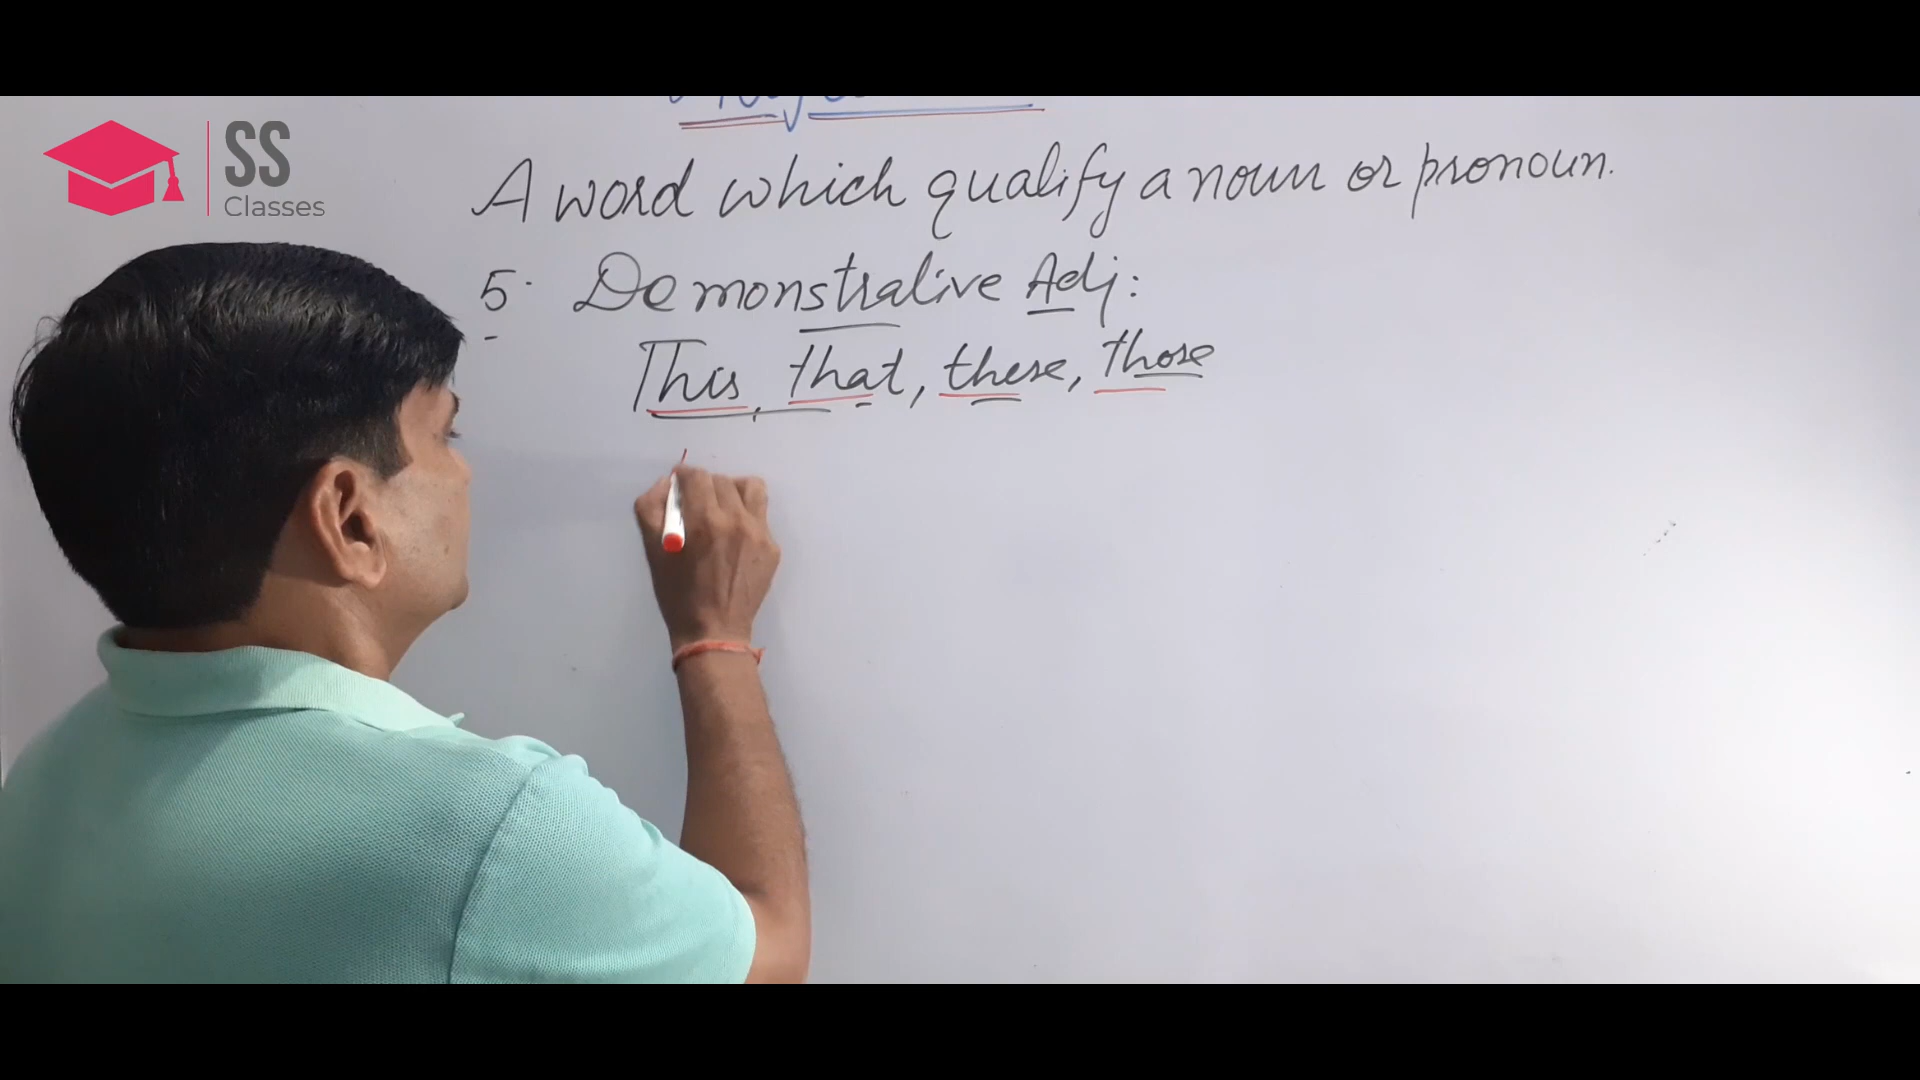 SS
Classes
A word which qualify a noun or pronoun.
5. Demonstrative Adj:
This, that, these, those